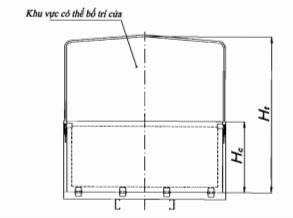 Khu vực có thể bố trí cửa
Ht
Hc